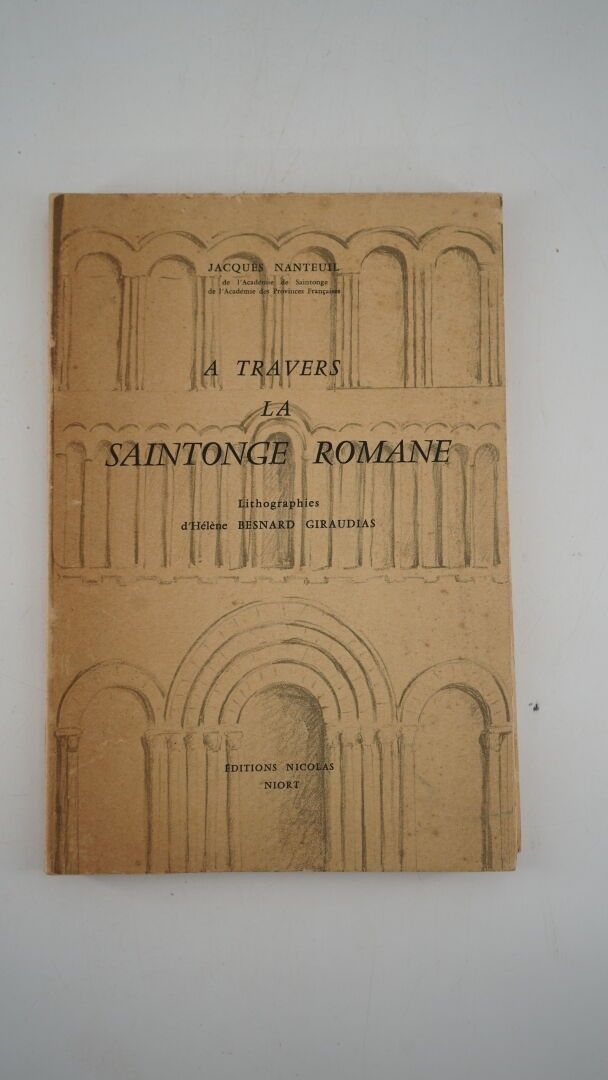 JACQUES NANTEUIL
de l'Académie de Saintonge
de l'Académie des Provinces Françaises
A TRAVERS
LA
SAINTONGE ROMANE
Lithographies
d'Hélène BESNARD GIRAUDIAS
ÉDITIONS NICOLAS
NIORT